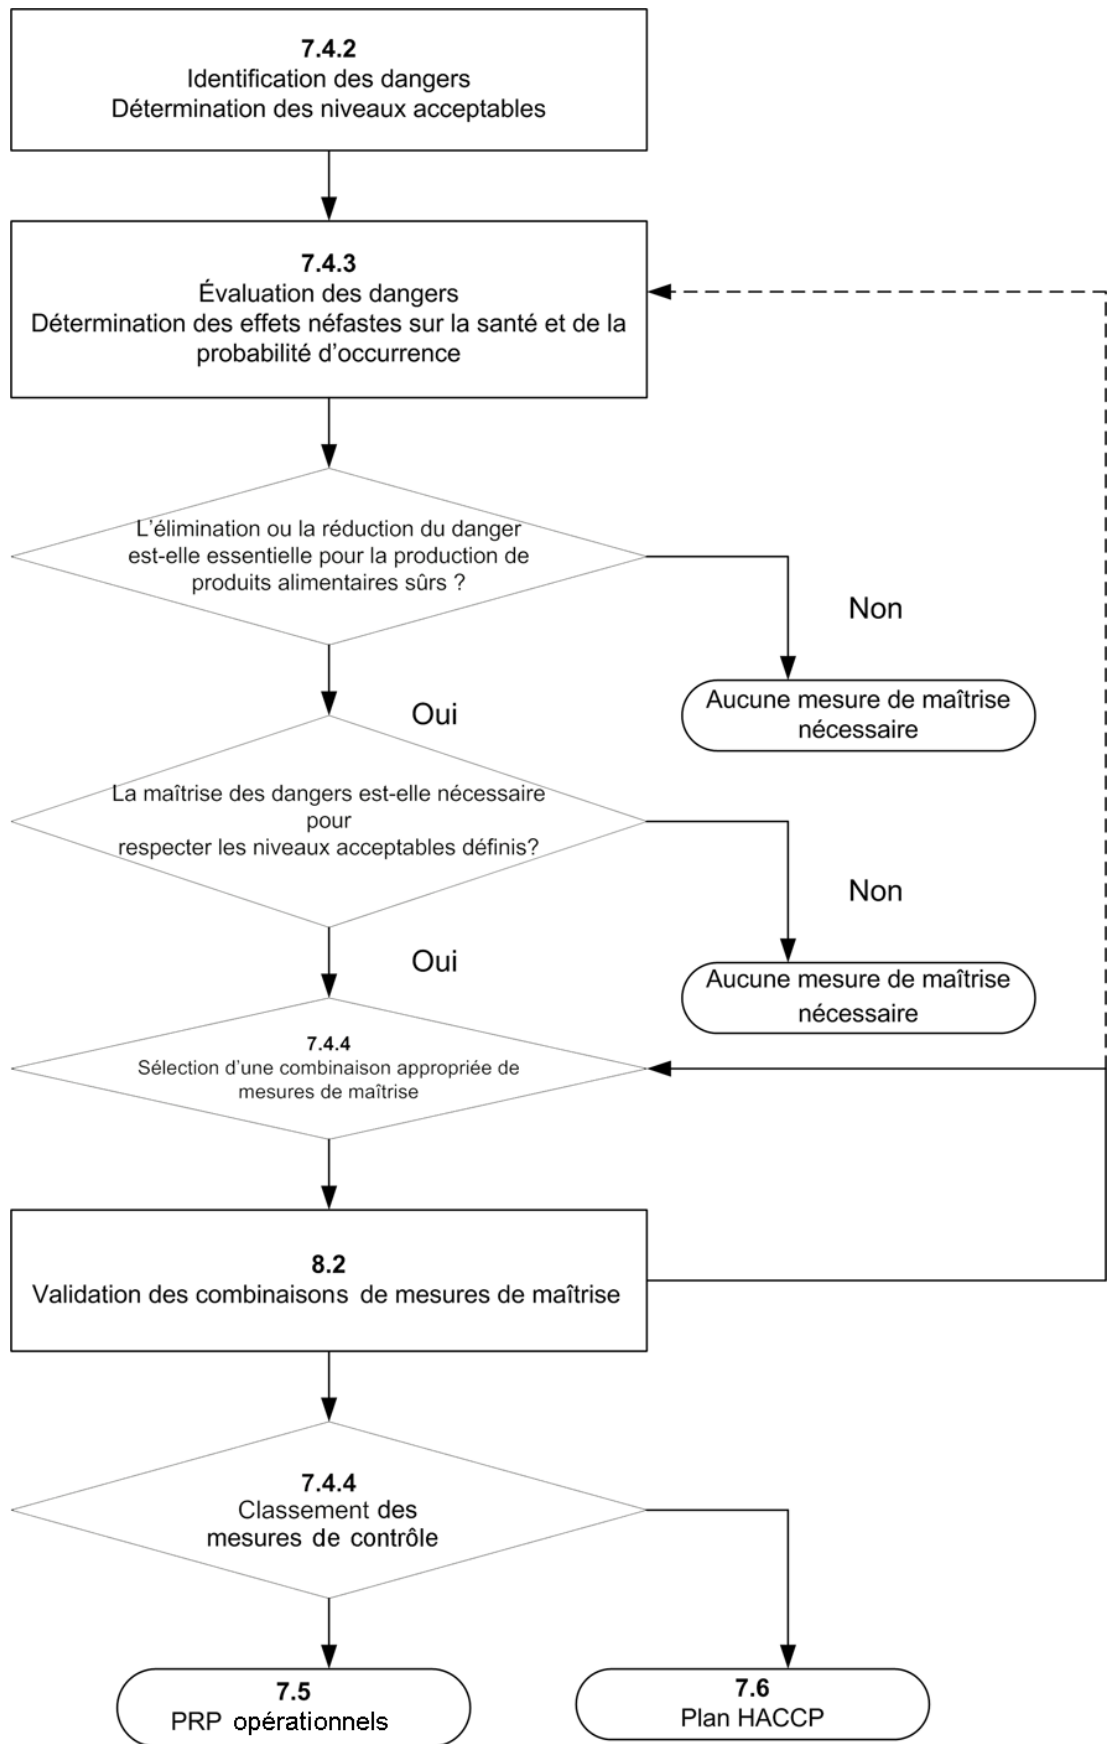 7.4.2
Identification des dangers
Détermination des niveaux acceptables
7.4.3
Évaluation des dangers
Détermination des effets néfastes sur la santé et de la
probabilité d'occurrence
L'élimination ou la réduction du danger
est-elle essentielle pour la production de
produits alimentaires sûrs ?
Non
Aucune mesure de maîtrise
nécessaire
Oui
La maîtrise des dangers est-elle nécessaire
pour
respecter les niveaux acceptables définis?
Non
Aucune mesure de maîtrise
nécessaire
Oui
7.4.4
Sélection d'une combinaison appropriée de
mesures de maîtrise
8.2
Validation des combinaisons de mesures de maîtrise
7.4.4
Classement des
mesures de contrôle
7.5
PRP opérationnels
7.6
Plan HACCP